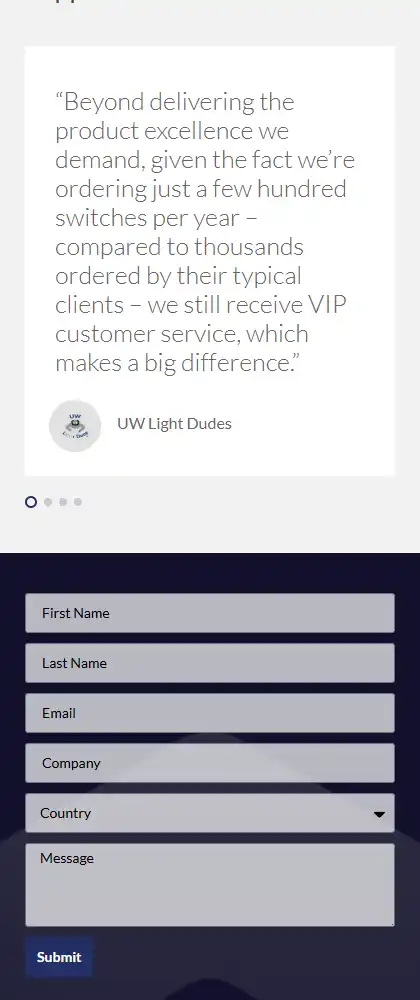 “Beyond delivering the
product excellence we
demand, given the fact we’re
ordering just a few hundred
switches per year –
compared to thousands
ordered by their typical
clients – we still receive VIP
customer service, which
makes a big difference.”
UW
UW Light Dudes
First Name
Last Name
Email
Company
Country
Message
Submit